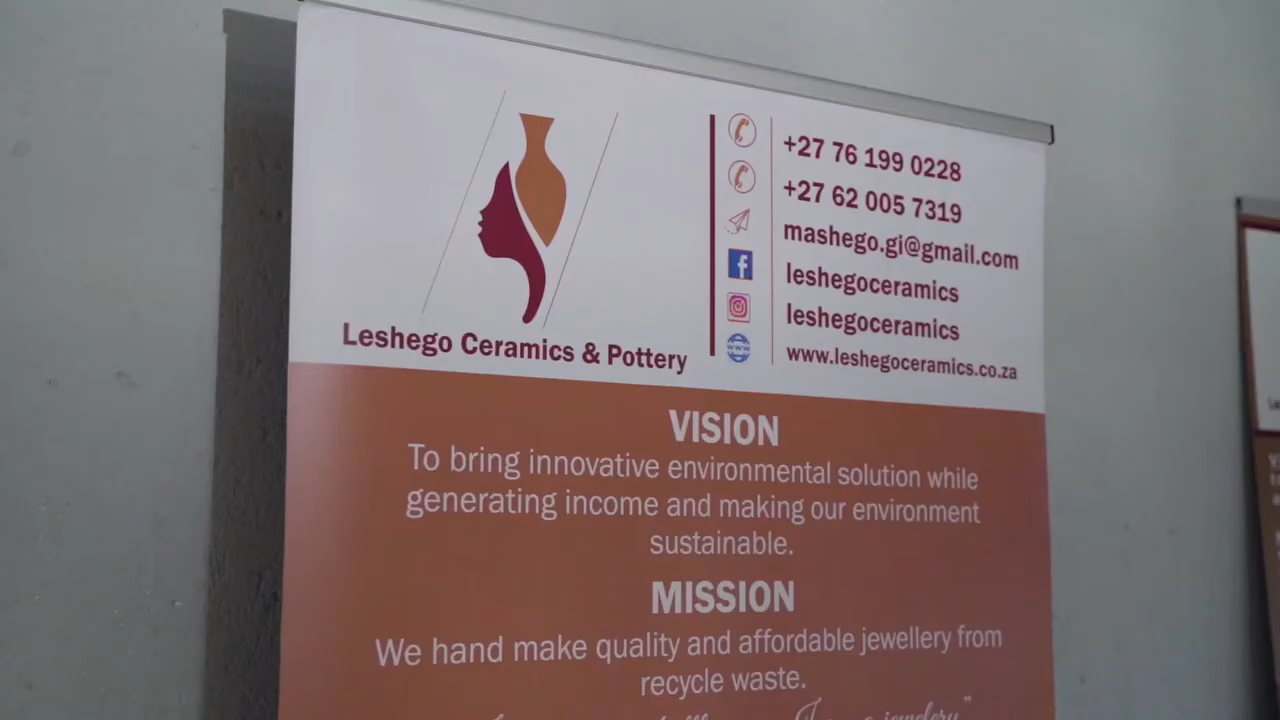 Leshego Ceramics & Pottery
+27 76 199 0228
+27 62 005 7319
mashego.gi@gmail.com
leshegoceramics
leshegoceramics
www.leshegoceramics.co.za
VISION
To bring innovative environmental solution while
generating income and making our environment
sustainable.
MISSION
We hand make quality and affordable jewellery from
recycle waste.